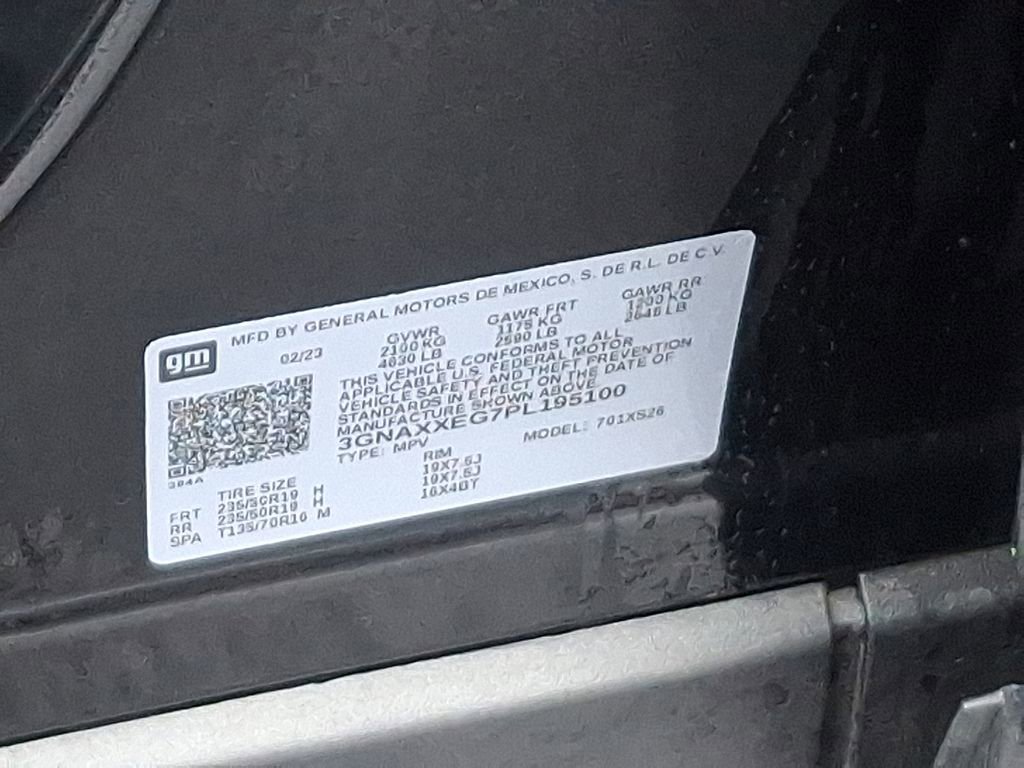 MFD BY GENERAL MOTORS DE MEXICO, S. DE R.L. DE C.V.
gm 02/23 GVWR GAWR FRT GAWR RR
2100 KG 1175 KG 1200 KG
4630 LB 2590 LB 2645 LB
THIS VEHICLE CONFORMS TO ALL
APPLICABLE U.S. FEDERAL MOTOR
VEHICLE SAFETY AND THEFT PREVENTION
STANDARDS IN EFFECT ON THE DATE OF
MANUFACTURE SHOWN ABOVE.
3GNAXXEG7PL195100
TYPE: MPV MODEL: 701XS26
384A
TIRE SIZE RIM
FRT 235/50R19 H 19X7.5J
RR 235/50R19 H 19X7.5J
SPA T135/70R16 M 16X4BT